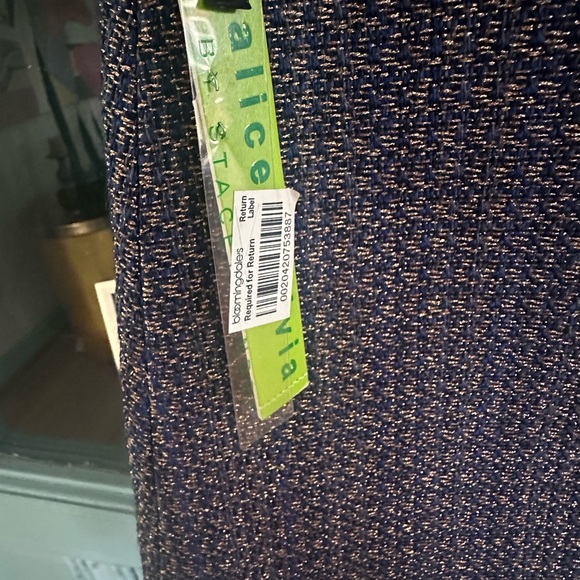 alice
BY STAC
via
bloomingdales
Required for Return
Return
Label
0020420753887